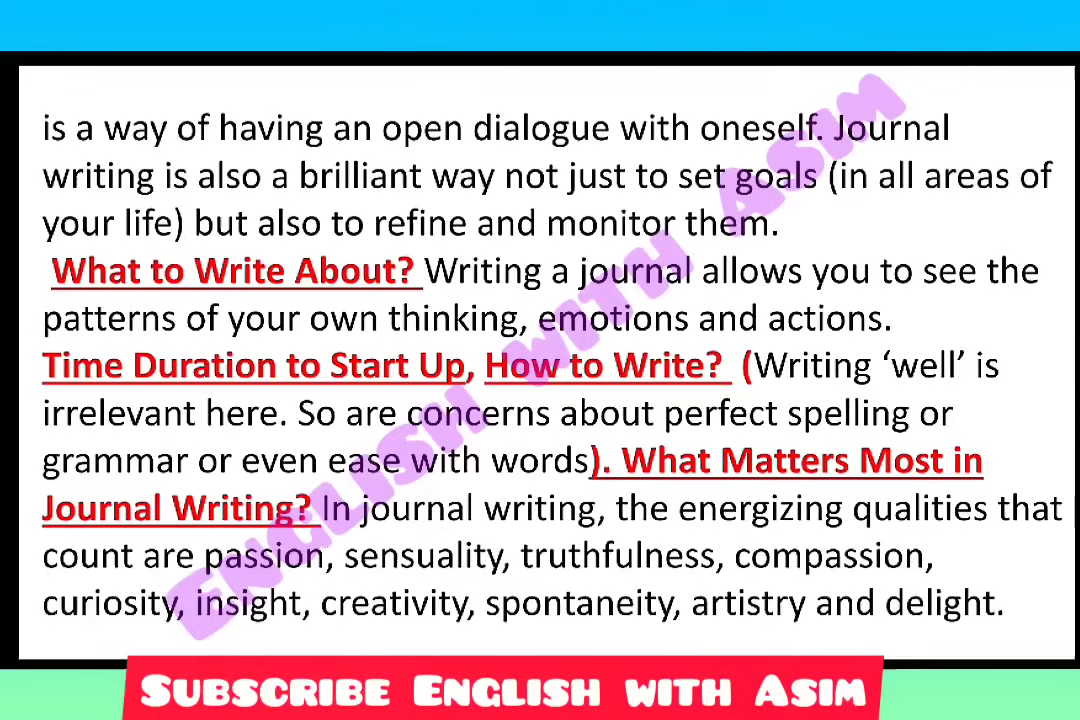 is a way of having an open dialogue with oneself. Journal
writing is also a brilliant way not just to set goals (in all areas of
your life) but also to refine and monitor them.
What to Write About? Writing a journal allows you to see the
patterns of your own thinking, emotions and actions.
Time Duration to Start Up, How to Write? (Writing ‘well’ is
irrelevant here. So are concerns about perfect spelling or
grammar or even ease with words). What Matters Most in
Journal Writing? In journal writing, the energizing qualities that
count are passion, sensuality, truthfulness, compassion,
curiosity, insight, creativity, spontaneity, artistry and delight.
English with Asim
Subscribe English with Asim